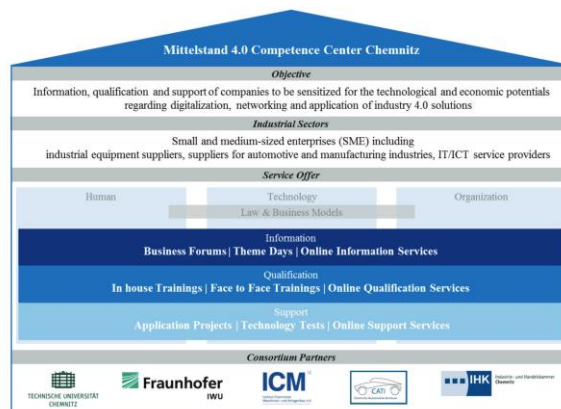 Mittelstand 4.0 Competence Center Chemnitz
Objective
Information, qualification and support of companies to be sensitized for the technological and economic potentials
regarding digitalization, networking and application of industry 4.0 solutions
Industrial Sectors
Small and medium-sized enterprises (SME) including
industrial equipment suppliers, suppliers for automotive and manufacturing industries, IT/ICT service providers
Service Offer
Human Technology Organization
Law & Business Models
Information
Business Forums | Theme Days | Online Information Services
Qualification
In house Trainings | Face to Face Trainings | Online Qualification Services
Support
Application Projects | Technology Tests | Online Support Services
Consortium Partners
TECHNISCHE UNIVERSITÄT
CHEMNITZ
Fraunhofer
IWU
ICM
CATI
IHK
Industrie- und Handelskammer
Chemnitz